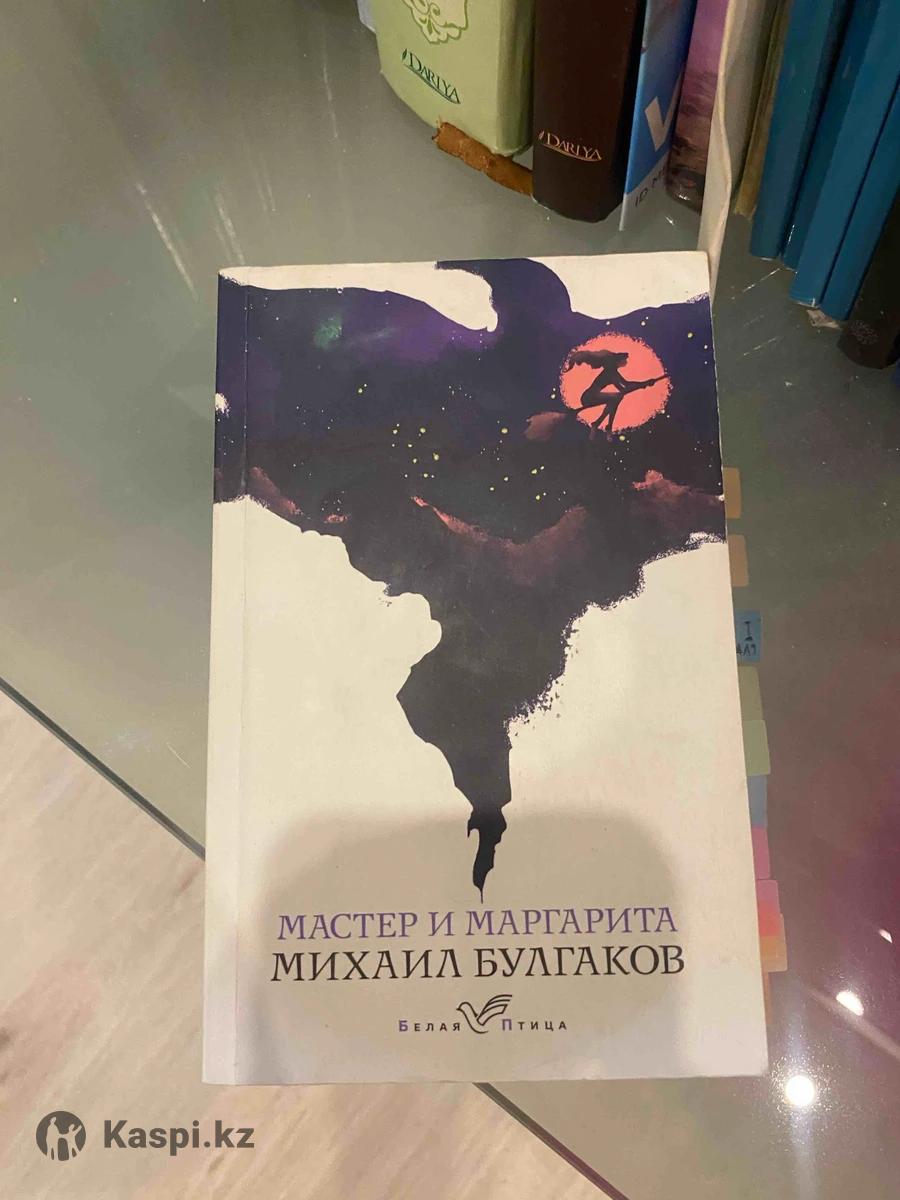 DARIYA
DARIYA
МАСТЕР И МАРГАРИТА
МИХАИЛ БУЛГАКОВ
БЕЛАЯ ПТИЦА
Kaspi.kz